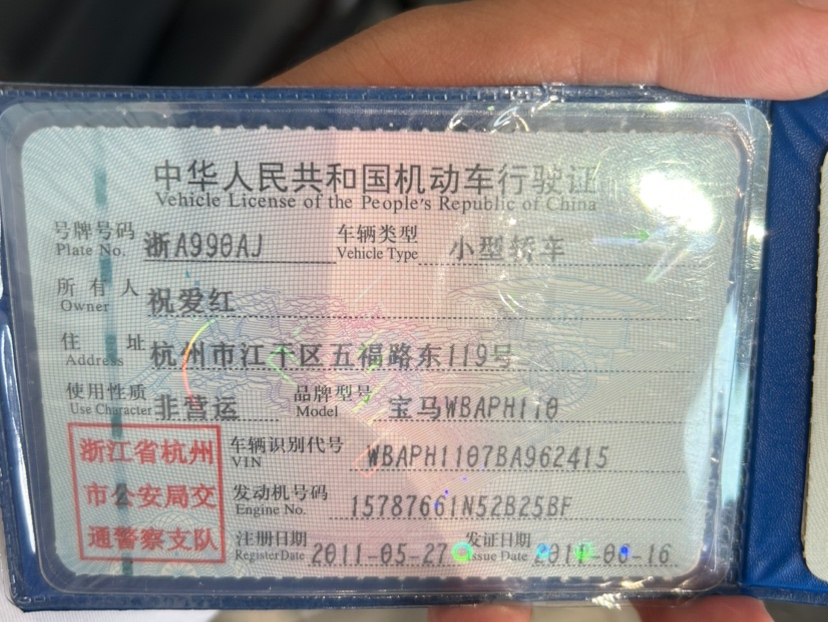 中华人民共和国机动车行驶证
Vehicle License of the People's Republic of China
号牌号码 浙A990AJ 车辆类型 小型轿车
Plate No. Vehicle Type
所有人 祝爱红
Owner
住址 杭州市江干区五福路东119号
Address
使用性质 非营运 品牌型号 宝马WBAPH110
Use Character Model
浙江省杭州
市公安局交
通警察支队
车辆识别代号 WBAPH1107BA962415
VIN
发动机号码 15787661N52B25BF
Engine No.
注册日期 2011-05-27 发证日期
Register Date Issue Date